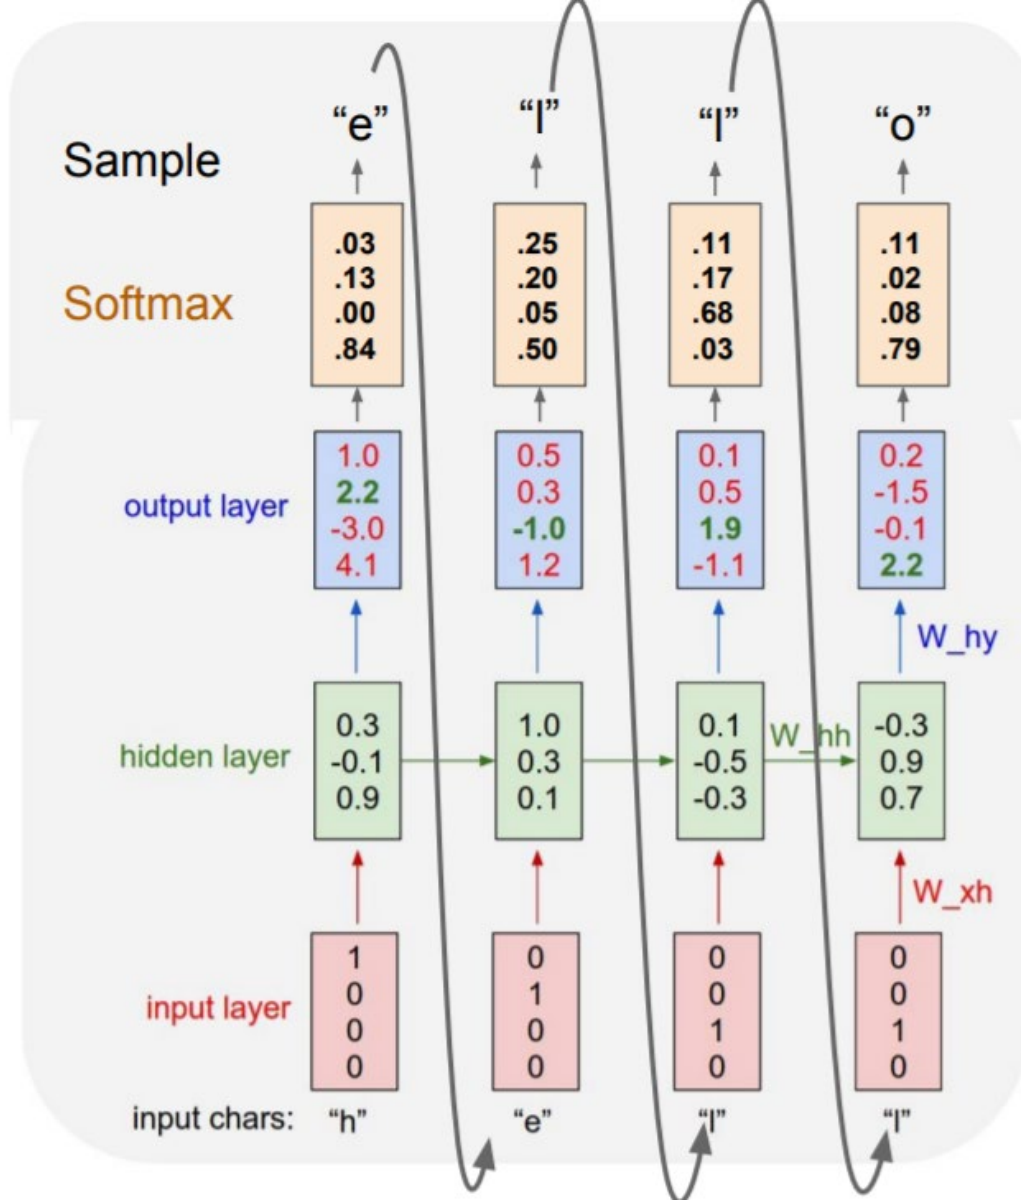 “e” “l” “l” “o”
Sample
.03 .25 .11 .11
.13 .20 .17 .02
.00 .05 .68 .08
.84 .50 .03 .79
Softmax
1.0 0.5 0.1 0.2
2.2 0.3 0.5 -1.5
-3.0 -1.0 1.9 -0.1
4.1 1.2 -1.1 2.2
output layer
W_hy
0.3 1.0 0.1 -0.3
-0.1 0.3 -0.5 0.9
0.9 0.1 -0.3 0.7
hidden layer
W_hh
W_xh
1 0 0 0
0 1 0 0
0 0 1 1
0 0 0 0
input layer
input chars: “h” “e” “l” “l”